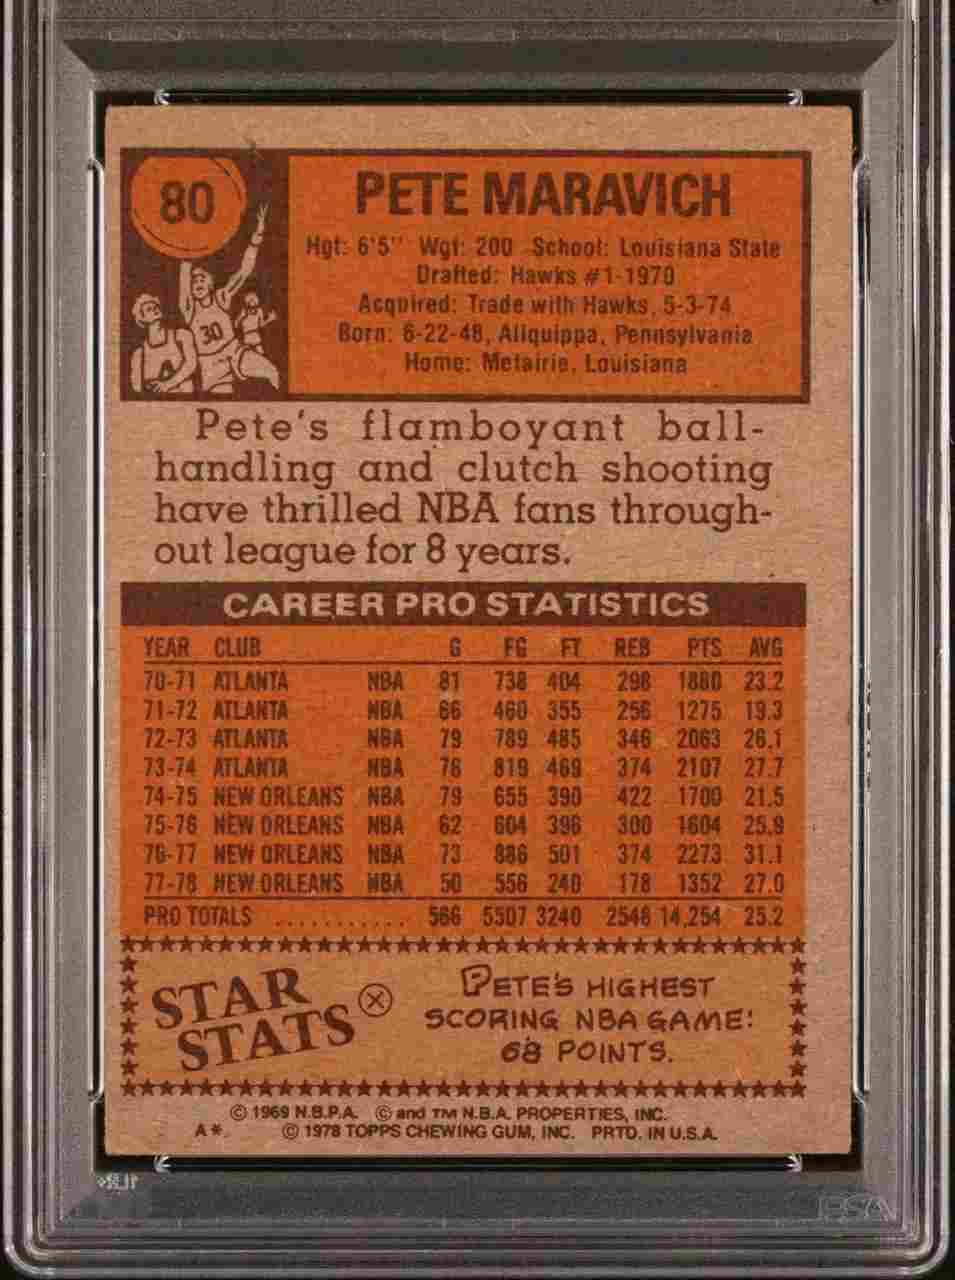 80
PETE MARAVICH
Hgt: 6'5" Wgt: 200 School: Louisiana State
Drafted: Hawks #1-1970
Acquired: Trade with Hawks, 5-3-74
Born: 6-22-48, Aliquippa, Pennsylvania
Home: Metairie, Louisiana
30
Pete's flamboyant ball-
handling and clutch shooting
have thrilled NBA fans through-
out league for 8 years.
CAREER PRO STATISTICS
YEAR CLUB G FG FT REB PTS AVG
70-71 ATLANTA NBA 81 738 404 298 1880 23.2
71-72 ATLANTA NBA 66 460 355 256 1275 19.3
72-73 ATLANTA NBA 79 789 485 346 2063 26.1
73-74 ATLANTA NBA 76 819 469 374 2107 27.7
74-75 NEW ORLEANS NBA 79 655 390 422 1700 21.5
75-76 NEW ORLEANS NBA 62 604 396 300 1604 25.9
76-77 NEW ORLEANS NBA 73 886 501 374 2273 31.1
77-78 NEW ORLEANS NBA 50 556 240 178 1352 27.0
PRO TOTALS ........... 566 5507 3240 2548 14,254 25.2
STAR
STATS
PETE'S HIGHEST
SCORING NBA GAME:
68 POINTS.
© 1969 N.B.P.A. © and TM N.B.A. PROPERTIES, INC.
A*. © 1978 TOPPS CHEWING GUM, INC. PRTD. IN U.S.A.
PSA